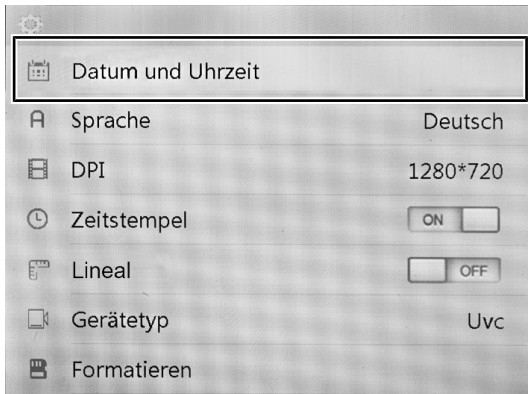 Datum und Uhrzeit
Sprache Deutsch
DPI 1280*720
Zeitstempel ON
Lineal OFF
Gerätetyp Uvc
Formatieren